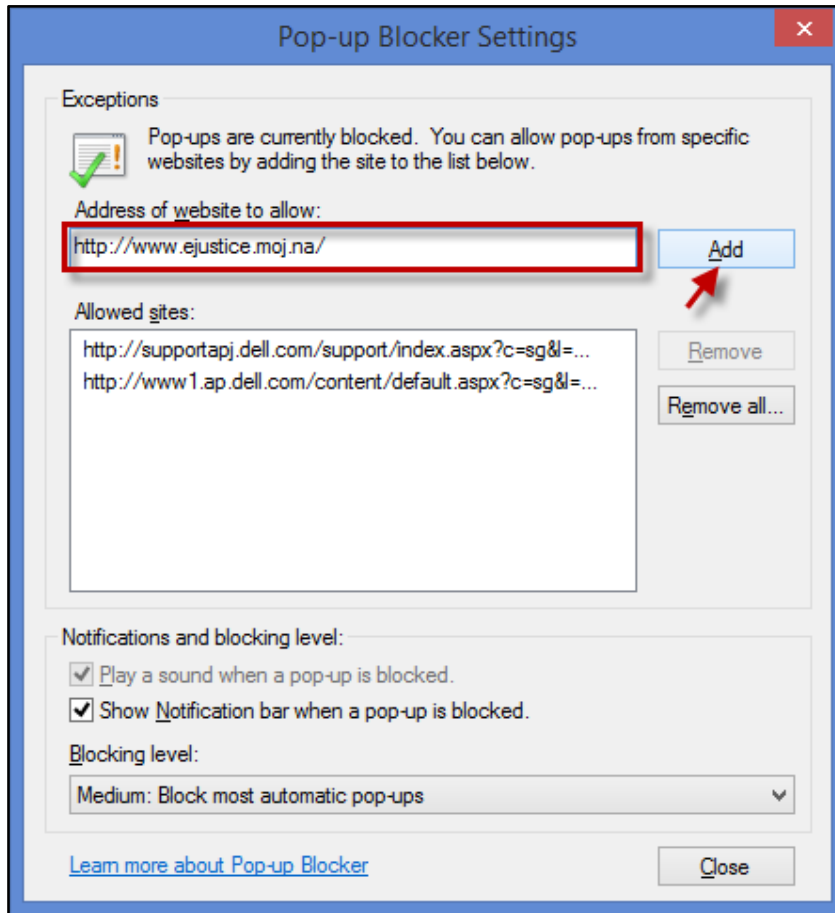 Pop-up Blocker Settings
Exceptions
Pop-ups are currently blocked. You can allow pop-ups from specific
websites by adding the site to the list below.
Address of website to allow:
http://www.ejustice.moj.na/
Add
Allowed sites:
http://supportapj.dell.com/support/index.aspx?c=sg&l=...
http://www1.ap.dell.com/content/default.aspx?c=sg&l=...
Remove
Remove all...
Notifications and blocking level:
Play a sound when a pop-up is blocked.
Show Notification bar when a pop-up is blocked.
Blocking level:
Medium: Block most automatic pop-ups
Learn more about Pop-up Blocker
Close